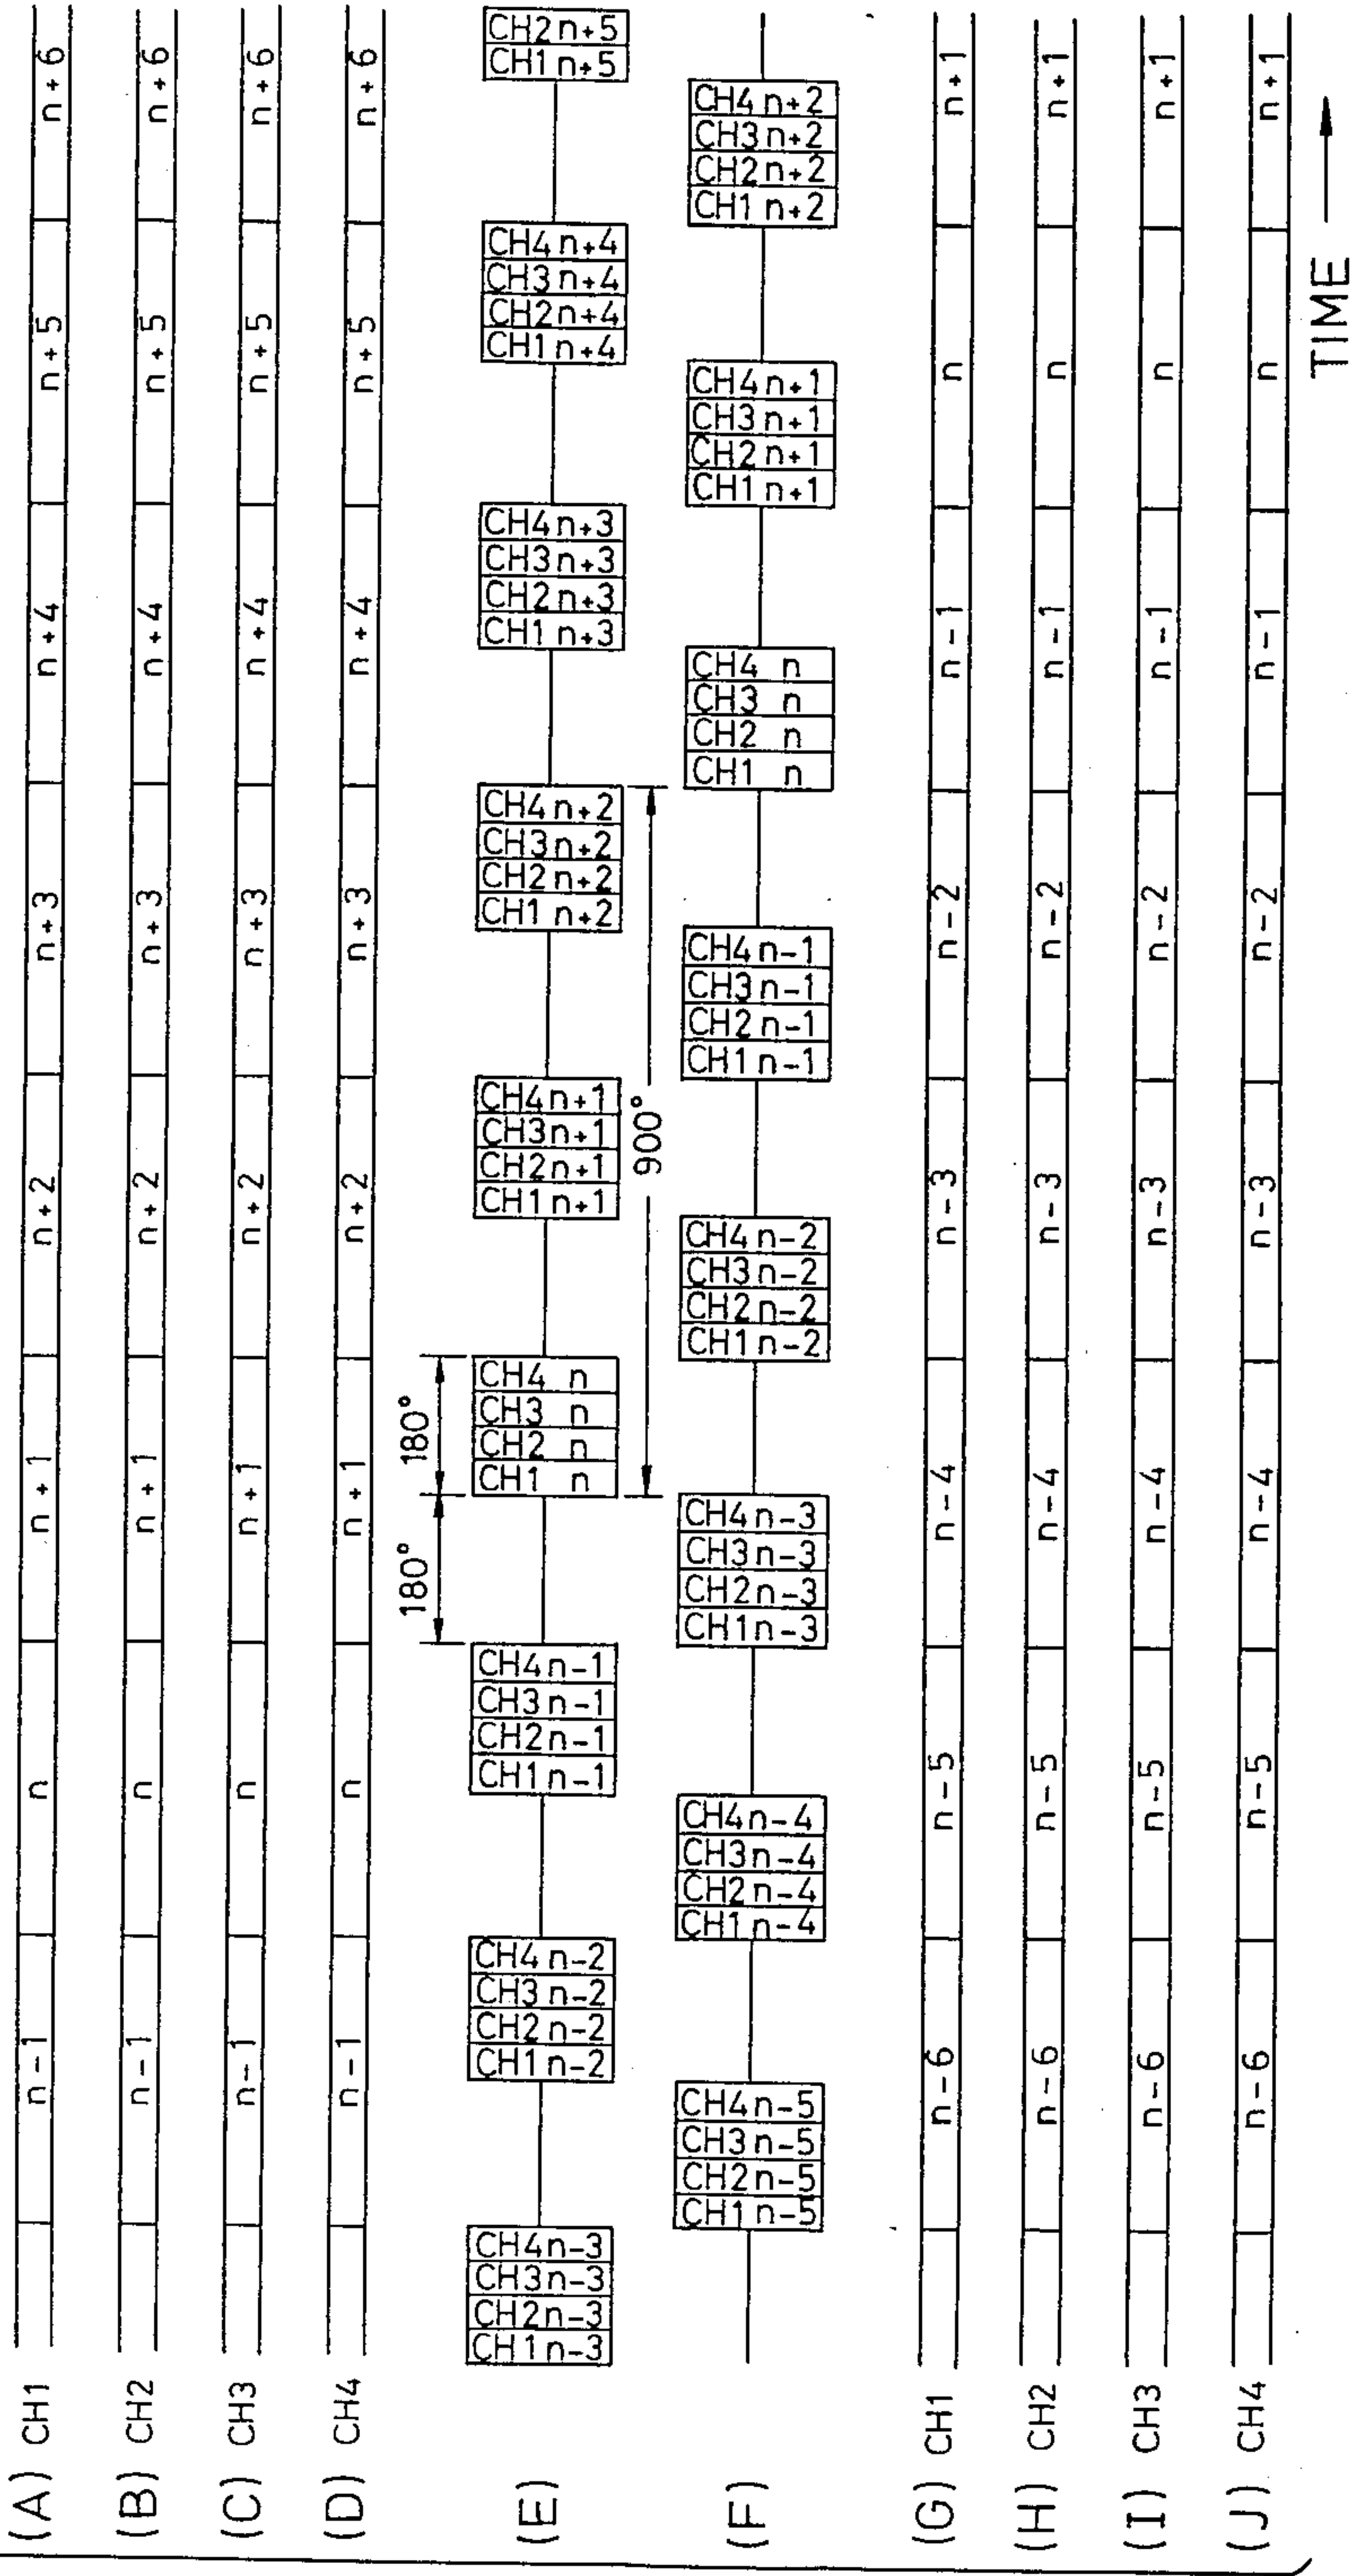 (A) CH1 n-1 n n+1 n+2 n+3 n+4 n+5 n+6
(B) CH2 n-1 n n+1 n+2 n+3 n+4 n+5 n+6
(C) CH3 n-1 n n+1 n+2 n+3 n+4 n+5 n+6
(D) CH4 n-1 n n+1 n+2 n+3 n+4 n+5 n+6
180° 180°
(E)
CH1 n-3
CH2 n-3
CH3 n-3
CH4 n-3
CH1 n-2
CH2 n-2
CH3 n-2
CH4 n-2
CH1 n-1
CH2 n-1
CH3 n-1
CH4 n-1
CH1 n
CH2 n
CH3 n
CH4 n
CH1 n+1
CH2 n+1
CH3 n+1
CH4 n+1
CH1 n+2
CH2 n+2
CH3 n+2
CH4 n+2
CH1 n+3
CH2 n+3
CH3 n+3
CH4 n+3
CH1 n+4
CH2 n+4
CH3 n+4
CH4 n+4
CH1 n+5
CH2 n+5
900°
(F)
CH1 n-5
CH2 n-5
CH3 n-5
CH4 n-5
CH1 n-4
CH2 n-4
CH3 n-4
CH4 n-4
CH1 n-3
CH2 n-3
CH3 n-3
CH4 n-3
CH1 n-2
CH2 n-2
CH3 n-2
CH4 n-2
CH1 n-1
CH2 n-1
CH3 n-1
CH4 n-1
CH1 n
CH2 n
CH3 n
CH4 n
CH1 n+1
CH2 n+1
CH3 n+1
CH4 n+1
CH1 n+2
CH2 n+2
CH3 n+2
CH4 n+2
(G) CH1 n-6 n-5 n-4 n-3 n-2 n-1 n n+1
(H) CH2 n-6 n-5 n-4 n-3 n-2 n-1 n n+1
(I) CH3 n-6 n-5 n-4 n-3 n-2 n-1 n n+1
(J) CH4 n-6 n-5 n-4 n-3 n-2 n-1 n n+1
TIME